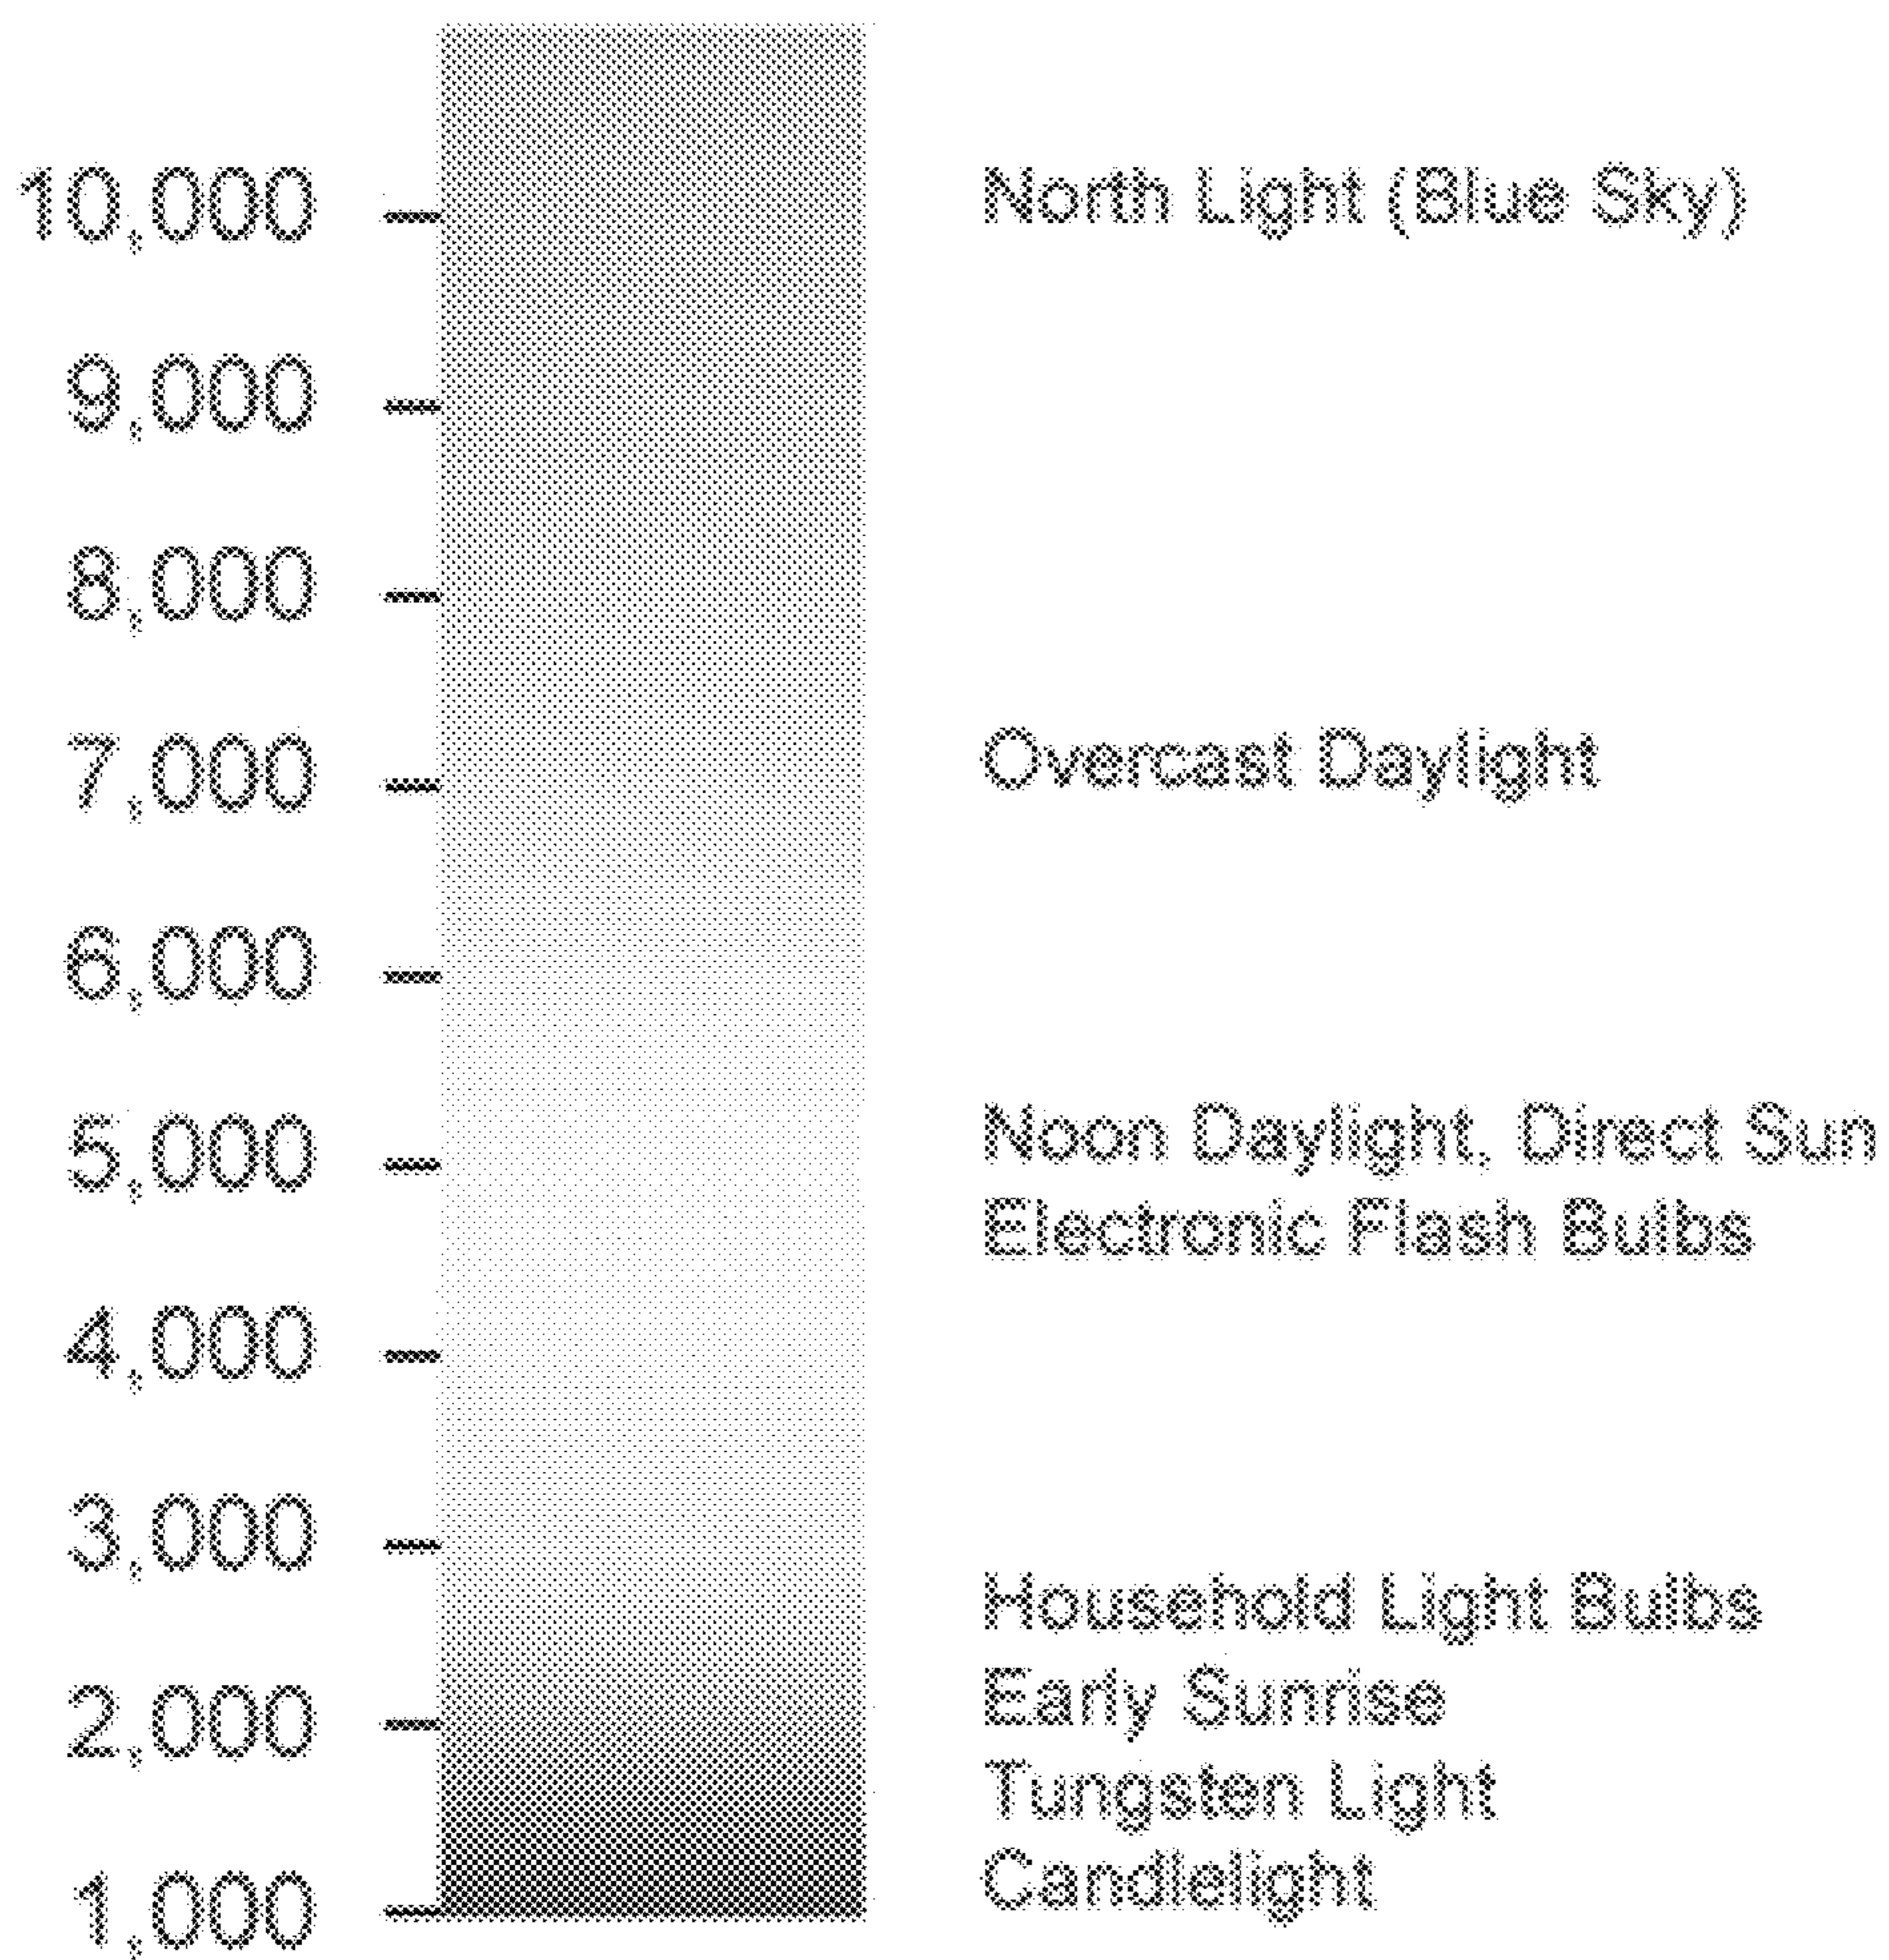 10,000 North Light (Blue Sky)
9,000
8,000
7,000 Overcast Daylight
6,000
5,000 Noon Daylight, Direct Sun
Electronic Flash Bulbs
4,000
3,000
Household Light Bulbs
2,000 Early Sunrise
Tungsten Light
1,000 Candlelight